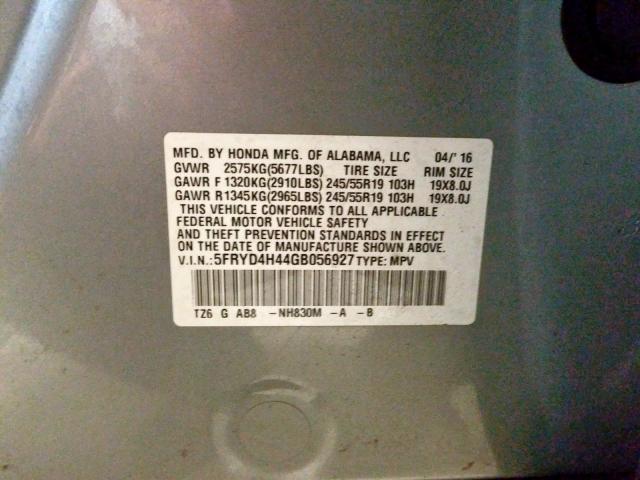 MFD. BY HONDA MFG. OF ALABAMA, LLC 04/'16
GVWR 2575KG(5677LBS) TIRE SIZE RIM SIZE
GAWR F 1320KG(2910LBS) 245/55R19 103H 19X8.0J
GAWR R1345KG(2965LBS) 245/55R19 103H 19X8.0J
THIS VEHICLE CONFORMS TO ALL APPLICABLE
FEDERAL MOTOR VEHICLE SAFETY
AND THEFT PREVENTION STANDARDS IN EFFECT
ON THE DATE OF MANUFACTURE SHOWN ABOVE.
V.I.N.:5FRYD4H44GB056927 TYPE: MPV
TZ6 G AB8 -NH830M -A -B